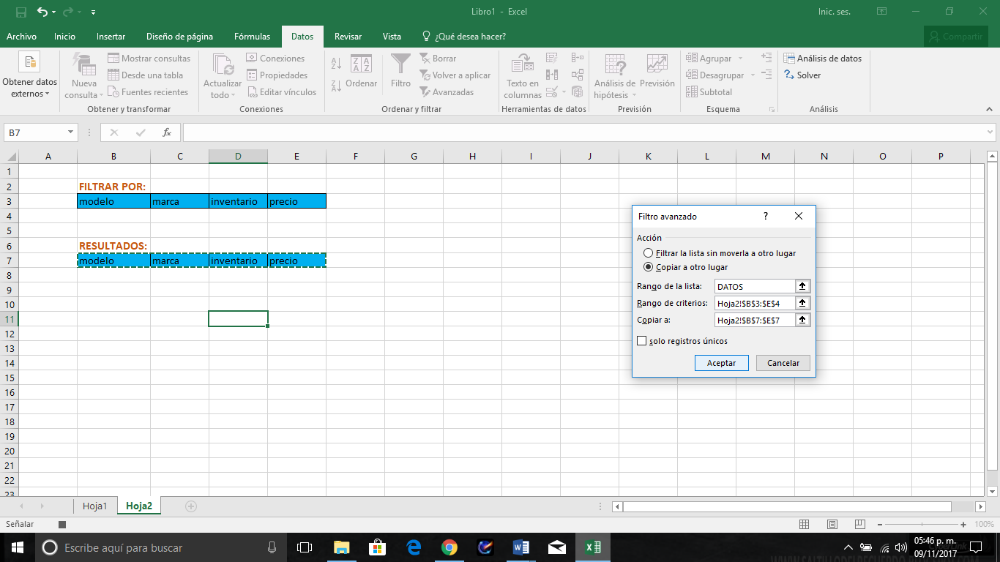 Libro1 - Excel
Inic. ses.
Archivo Inicio Insertar Diseño de página Fórmulas Datos Revisar Vista ¿Qué desea hacer? Compartir
Obtener datos externos
Nueva consulta
Mostrar consultas
Desde una tabla
Fuentes recientes
Obtener y transformar
Actualizar todo
Conexiones
Propiedades
Editar vínculos
Conexiones
Ordenar
Filtro
Borrar
Volver a aplicar
Avanzadas
Ordenar y filtrar
Texto en columnas
Herramientas de datos
Análisis de hipótesis
Previsión
Previsión
Agrupar
Desagrupar
Subtotal
Esquema
Análisis de datos
Solver
Análisis
B7
fx
A B C D E F G H I J K L M N O P
1
2 FILTRAR POR:
3 modelo marca inventario precio
4
5
6 RESULTADOS:
7 modelo marca inventario precio
8
9
10
11
12
13
14
15
16
17
18
19
20
21
22
23
Filtro avanzado ?
Acción
Filtrar la lista sin moverla a otro lugar
Copiar a otro lugar
Rango de la lista: DATOS
Rango de criterios: Hoja2!$B$3:$E$4
Copiar a: Hoja2!$B$7:$E$7
solo registros únicos
Aceptar Cancelar
Hoja1 Hoja2
Señalar
100%
Escribe aquí para buscar
05:46 p. m.
09/11/2017